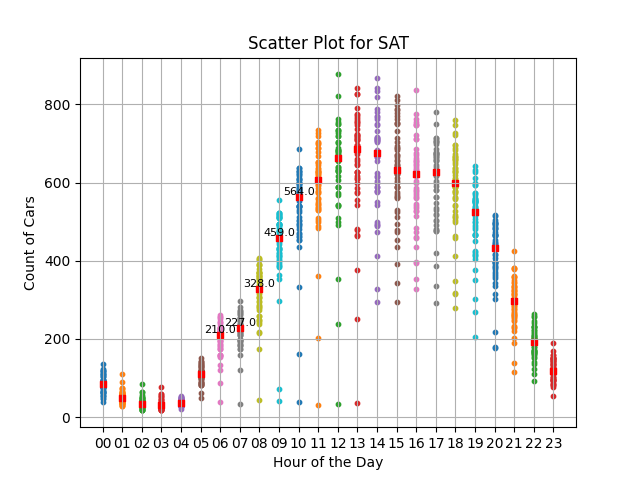 Scatter Plot for SAT
Count of Cars
800
600
400
200
0
564.0
459.0
328.0
227.0
210.0
00 01 02 03 04 05 06 07 08 09 10 11 12 13 14 15 16 17 18 19 20 21 22 23
Hour of the Day